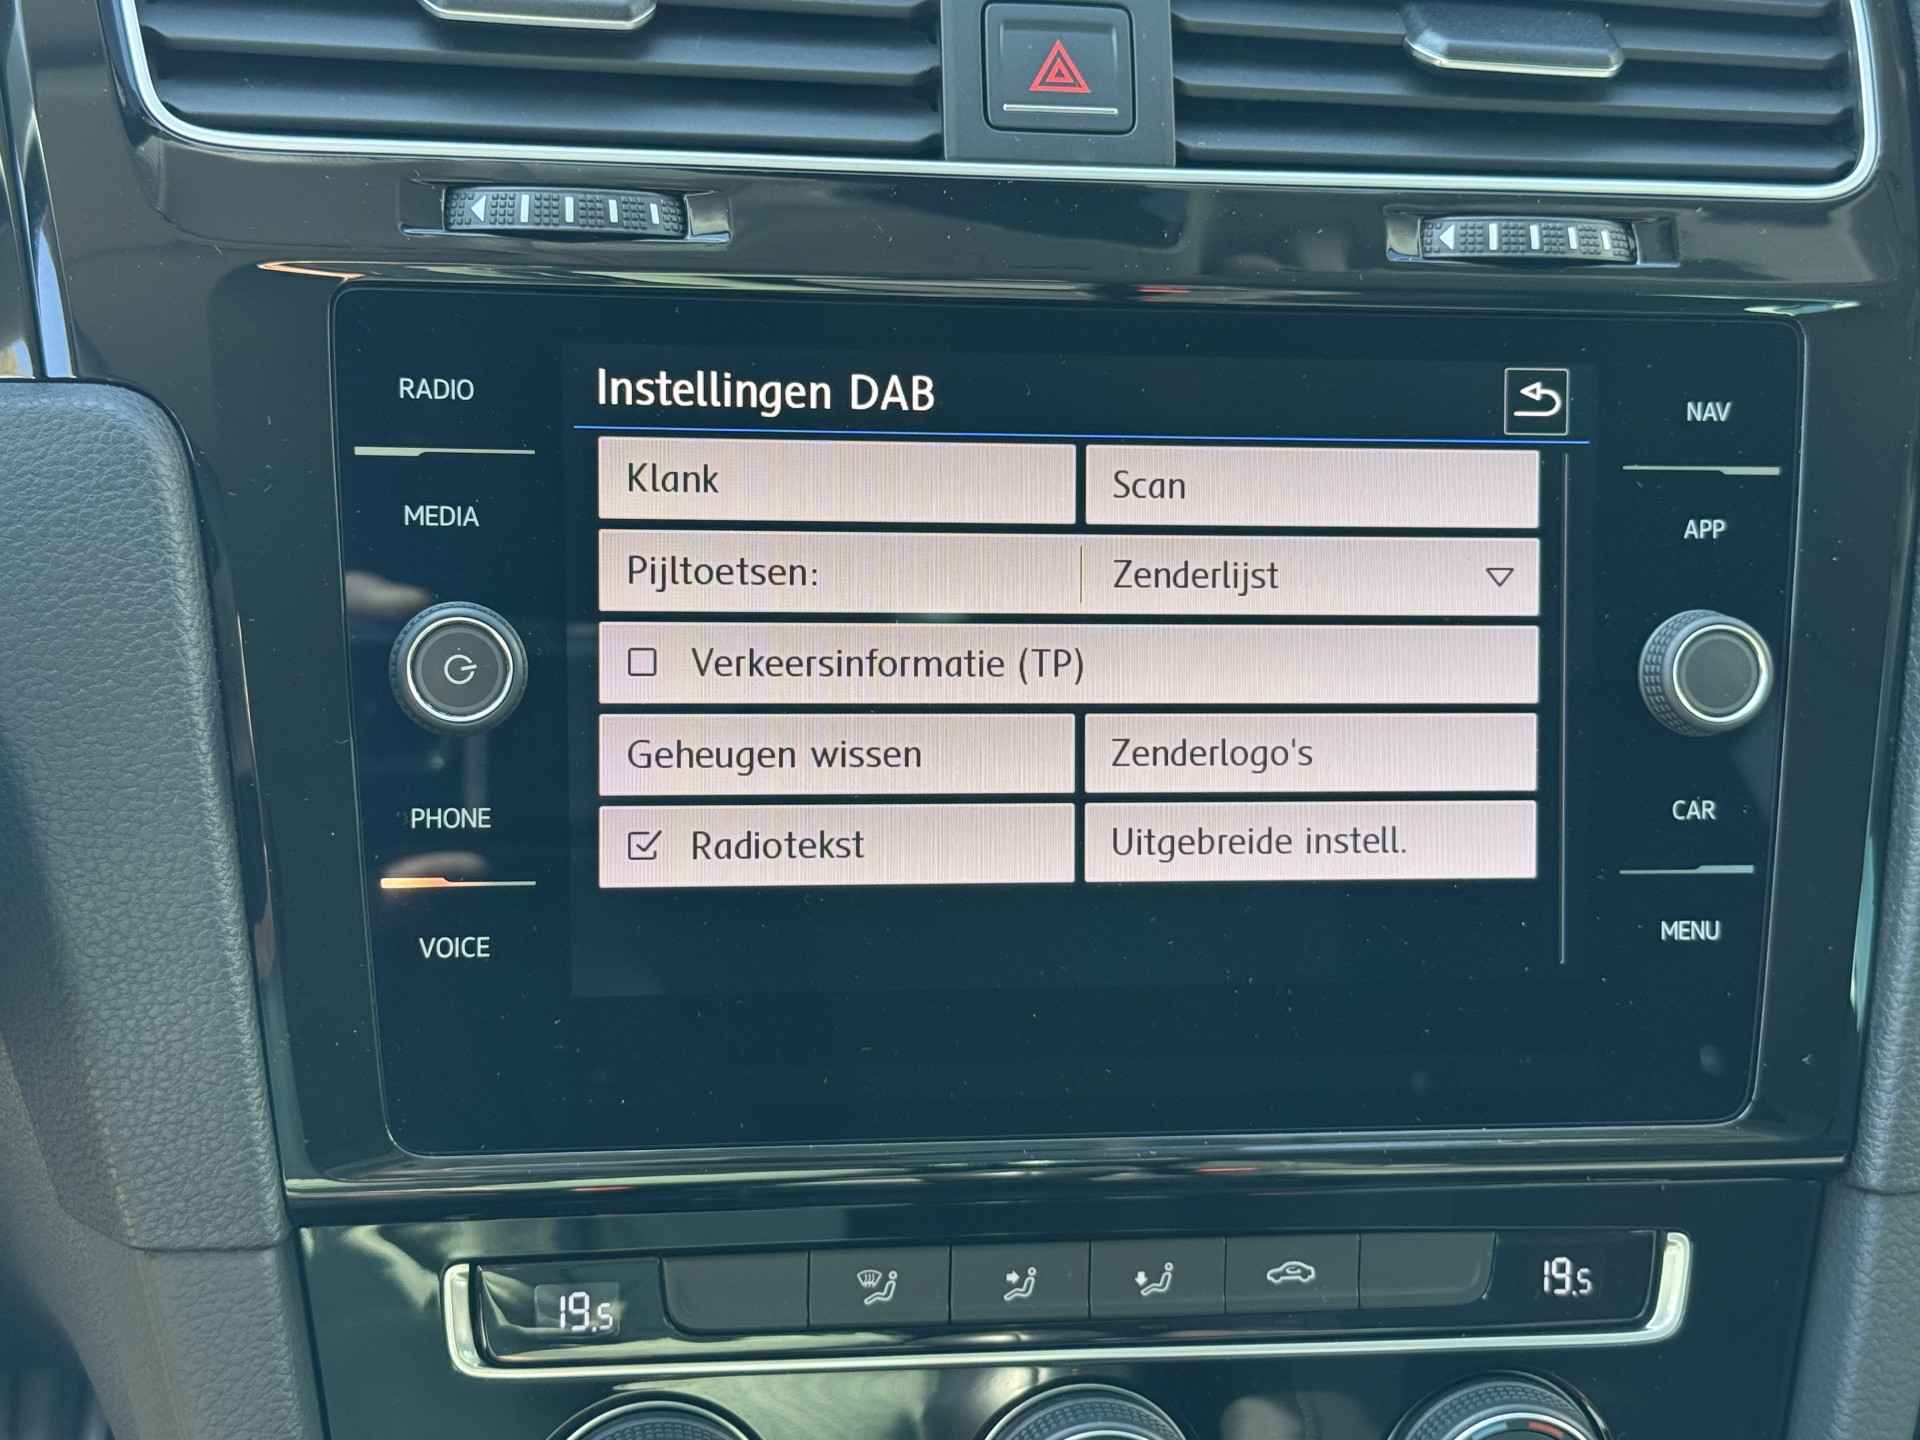 Instellingen DAB
RADIO
MEDIA
PHONE
VOICE
Klank
Scan
Pijltoetsen:
Zenderlijst
Verkeersinformatie (TP)
Geheugen wissen
Zenderlogo's
Radiotekst
Uitgebreide instell.
NAV
APP
CAR
MENU
19.5
19.5